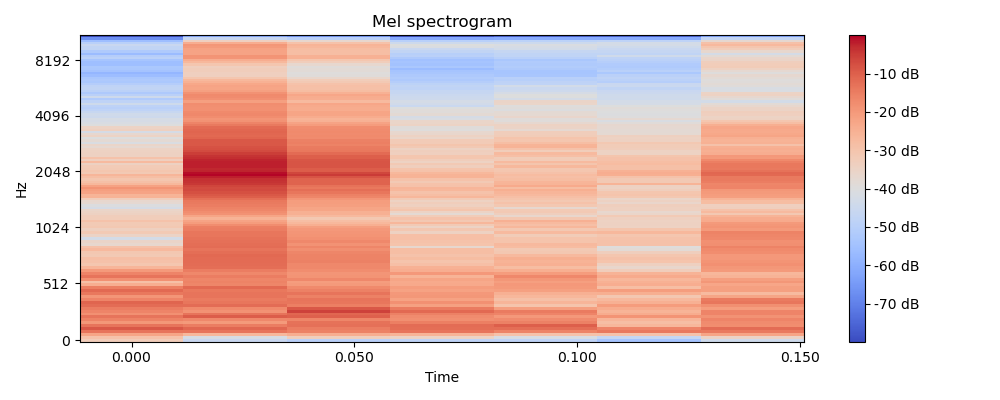 Mel spectrogram
8192
4096
2048
1024
512
0
Hz
0.000
0.050
0.100
0.150
Time
-10 dB
-20 dB
-30 dB
-40 dB
-50 dB
-60 dB
-70 dB